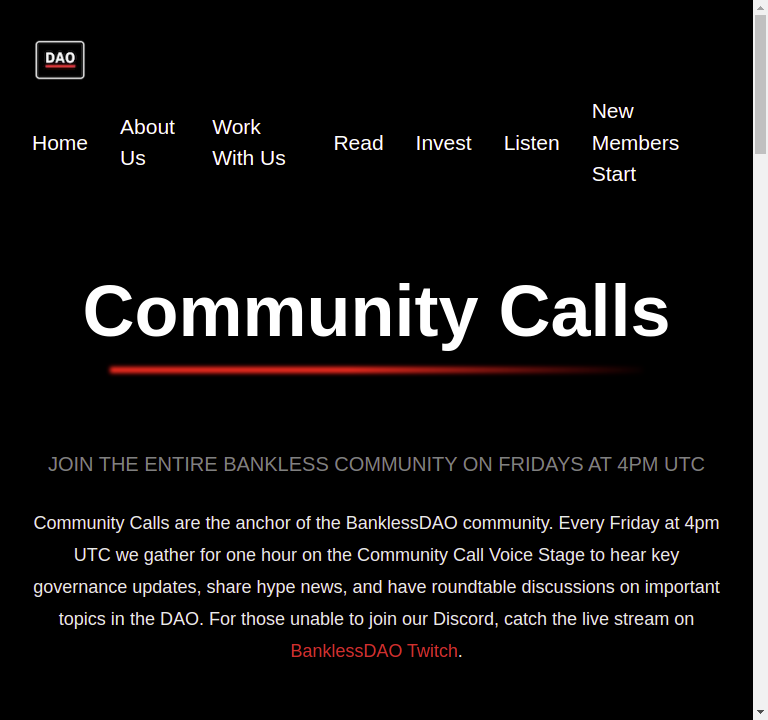 DAO
Home
About Us
Work With Us
Read
Invest
Listen
New Members Start
Community Calls
JOIN THE ENTIRE BANKLESS COMMUNITY ON FRIDAYS AT 4PM UTC
Community Calls are the anchor of the BanklessDAO community. Every Friday at 4pm
UTC we gather for one hour on the Community Call Voice Stage to hear key
governance updates, share hype news, and have roundtable discussions on important
topics in the DAO. For those unable to join our Discord, catch the live stream on
BanklessDAO Twitch.